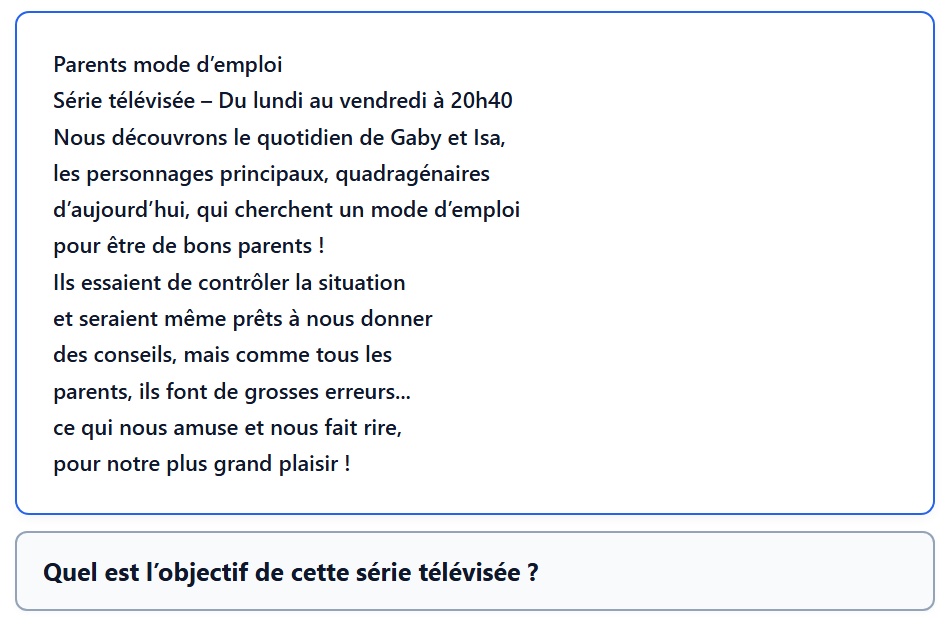 Parents mode d’emploi
Série télévisée – Du lundi au vendredi à 20h40
Nous découvrons le quotidien de Gaby et Isa,
les personnages principaux, quadragénaires
d’aujourd’hui, qui cherchent un mode d’emploi
pour être de bons parents !
Ils essaient de contrôler la situation
et seraient même prêts à nous donner
des conseils, mais comme tous les
parents, ils font de grosses erreurs...
ce qui nous amuse et nous fait rire,
pour notre plus grand plaisir !
Quel est l’objectif de cette série télévisée ?